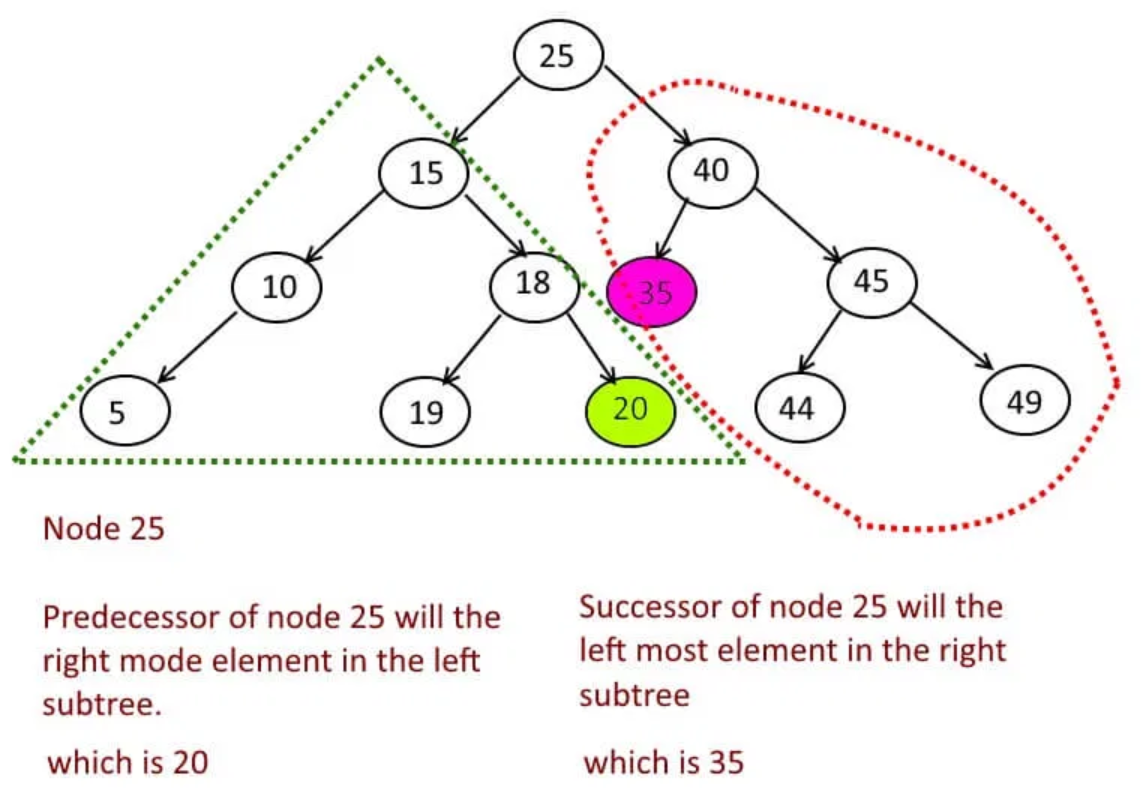 25
15
40
10
18
35
45
5
19
20
44
49
Node 25
Predecessor of node 25 will the
right mode element in the left
subtree.
which is 20
Successor of node 25 will the
left most element in the right
subtree
which is 35